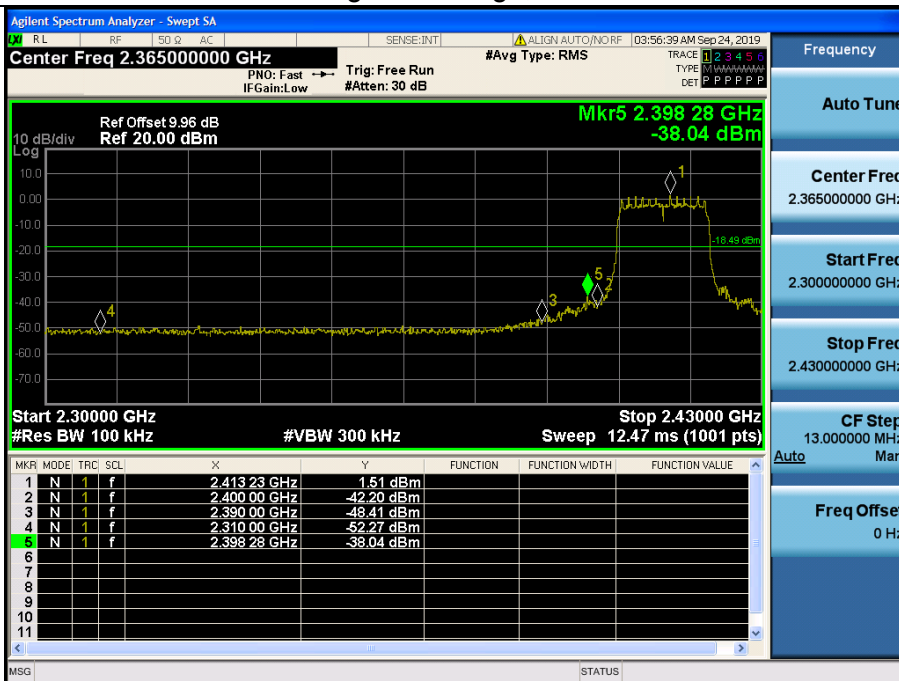 Agilent Spectrum Analyzer - Swept SA
LXI RL RF 50 Ω AC SENSE:INT ALIGN AUTO/NO RF 03:56:39 AM Sep 24, 2019
Center Freq 2.365000000 GHz
#Avg Type: RMS
TRACE 1 2 3 4 5 6
PNO: Fast Trig: Free Run
TYPE M WWWWW
IFGain:Low #Atten: 30 dB
DET P P P P P P
Mkr5 2.398 28 GHz
-38.04 dBm
Ref Offset 9.96 dB
10 dB/div Ref 20.00 dBm
Log
10.0
0.00
-10.0
-20.0
-30.0
-40.0
-50.0
-60.0
-70.0
1
-18.49 dBm
5
2
3
4
Start 2.30000 GHz Stop 2.43000 GHz
#Res BW 100 kHz #VBW 300 kHz Sweep 12.47 ms (1001 pts)
MKR MODE TRC SCL X Y FUNCTION FUNCTION WIDTH FUNCTION VALUE
1 N 1 f 2.413 23 GHz 1.51 dBm
2 N 1 f 2.400 00 GHz -42.20 dBm
3 N 1 f 2.390 00 GHz -48.41 dBm
4 N 1 f 2.310 00 GHz -52.27 dBm
5 N 1 f 2.398 28 GHz -38.04 dBm
6
7
8
9
10
11
MSG STATUS
Frequency
Auto Tune
Center Freq
2.365000000 GHz
Start Freq
2.300000000 GHz
Stop Freq
2.430000000 GHz
CF Step
13.000000 MHz
Auto Man
Freq Offset
0 Hz